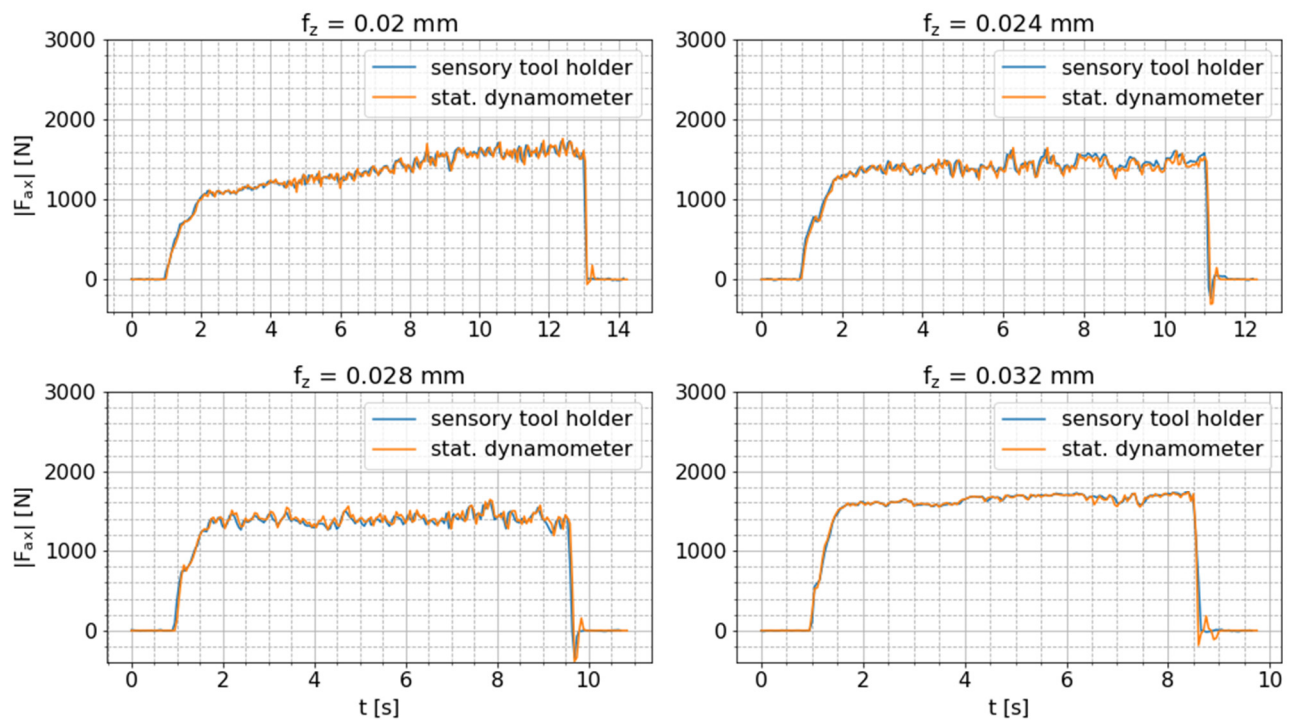 f_z = 0.02 mm
3000
2000
1000
0
|F_ax| [N]
sensory tool holder
stat. dynamometer
0 2 4 6 8 10 12 14
f_z = 0.024 mm
3000
2000
1000
0
sensory tool holder
stat. dynamometer
0 2 4 6 8 10 12
f_z = 0.028 mm
3000
2000
1000
0
|F_ax| [N]
sensory tool holder
stat. dynamometer
0 2 4 6 8 10
t [s]
f_z = 0.032 mm
3000
2000
1000
0
sensory tool holder
stat. dynamometer
0 2 4 6 8 10
t [s]